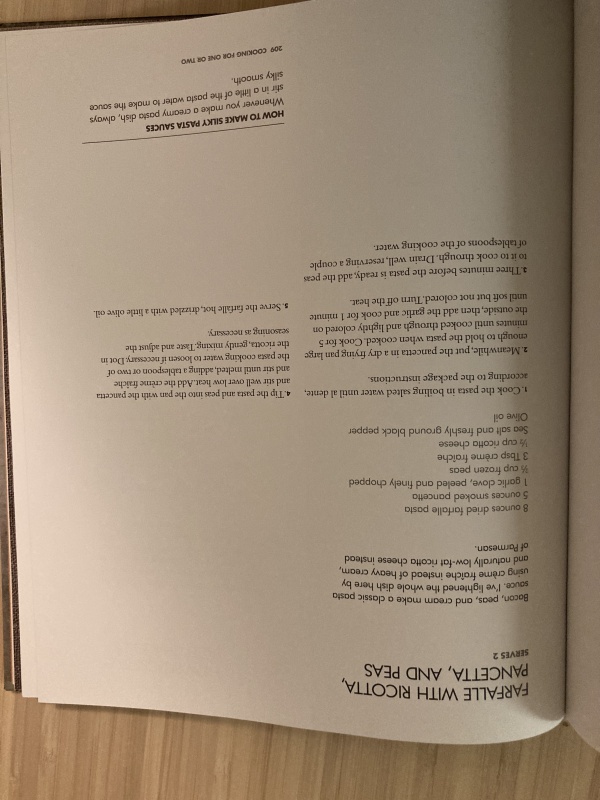 FARFALLE WITH RICOTTA,
PANCETTA, AND PEAS
SERVES 2
Bacon, peas, and cream make a classic pasta
sauce. I've lightened the whole dish here by
using crème fraîche instead of heavy cream,
and naturally low-fat ricotta cheese instead
of Parmesan.
8 ounces dried farfalle pasta
5 ounces smoked pancetta
1 garlic clove, peeled and finely chopped
⅔ cup frozen peas
3 Tbsp crème fraîche
½ cup ricotta cheese
Sea salt and freshly ground black pepper
Olive oil
1. Cook the pasta in boiling salted water until al dente,
according to the package instructions.
2. Meanwhile, put the pancetta in a dry frying pan large
enough to hold the pasta when cooked. Cook for 5
minutes until cooked through and lightly colored on
the outside, then add the garlic and cook for 1 minute
until soft but not colored. Turn off the heat.
3. Three minutes before the pasta is ready, add the peas
to it to cook through. Drain well, reserving a couple
of tablespoons of the cooking water.
4. Tip the pasta and peas into the pan with the pancetta
and stir well over low heat. Add the crème fraîche
and stir until melted, adding a tablespoon or two of
the pasta cooking water to loosen if necessary. Dot in
the ricotta, gently mixing. Taste and adjust the
seasoning as necessary.
5. Serve the farfalle hot, drizzled with a little olive oil.
HOW TO MAKE SILKY PASTA SAUCES
Whenever you make a creamy pasta dish, always
stir in a little of the pasta water to make the sauce
silky smooth.
209 COOKING FOR ONE OR TWO